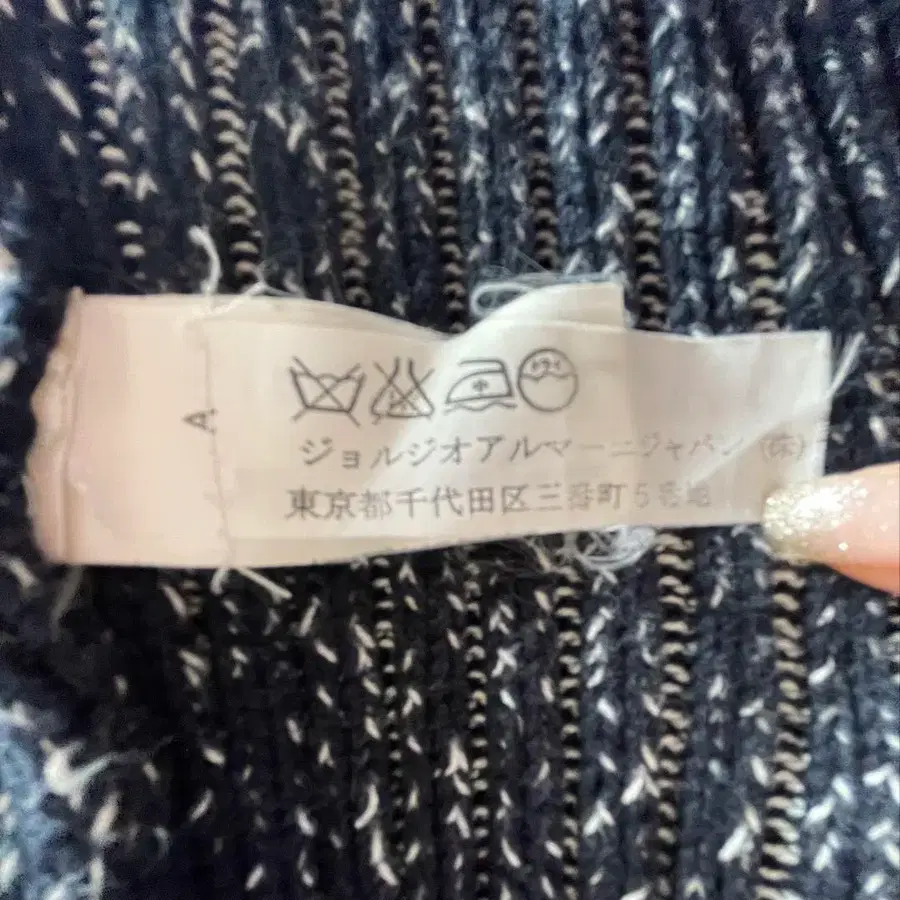 ジョルジオアルマーニジャパン (株)
東京都千代田区三番町5番地
A